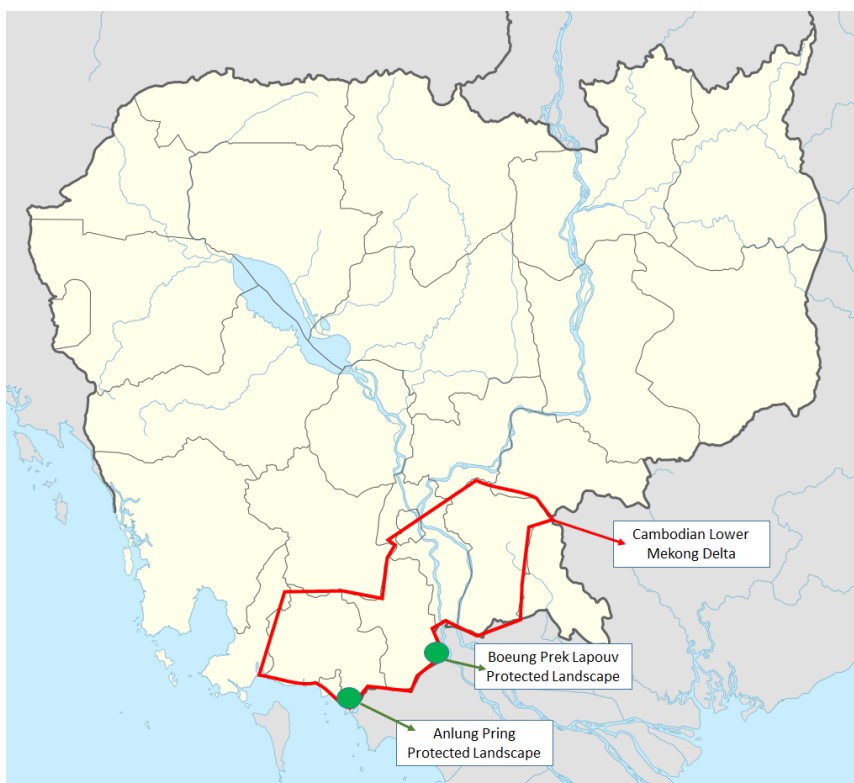 Cambodian Lower
Mekong Delta
Boeung Prek Lapouv
Protected Landscape
Anlung Pring
Protected Landscape